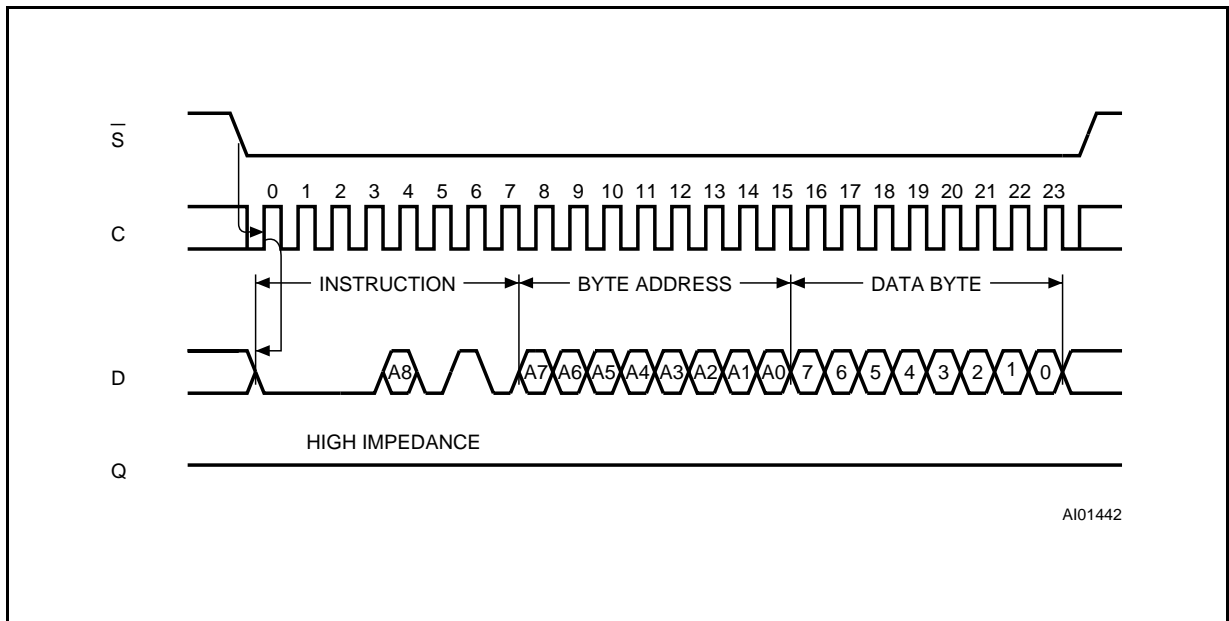 S
0 1 2 3 4 5 6 7 8 9 10 11 12 13 14 15 16 17 18 19 20 21 22 23
C
INSTRUCTION BYTE ADDRESS DATA BYTE
D A8 A7 A6 A5 A4 A3 A2 A1 A0 7 6 5 4 3 2 1 0
HIGH IMPEDANCE
Q
AI01442